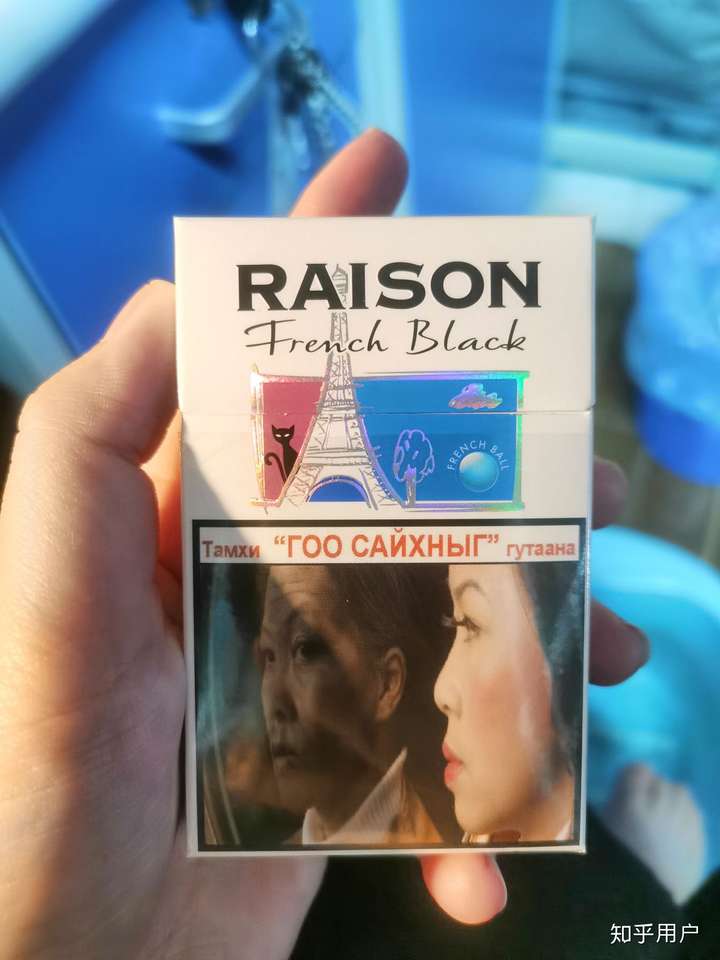 RAISON
French Black
FRENCH BALL
Тамхи “ГОО САЙХНЫГ” гутаана
知乎用户